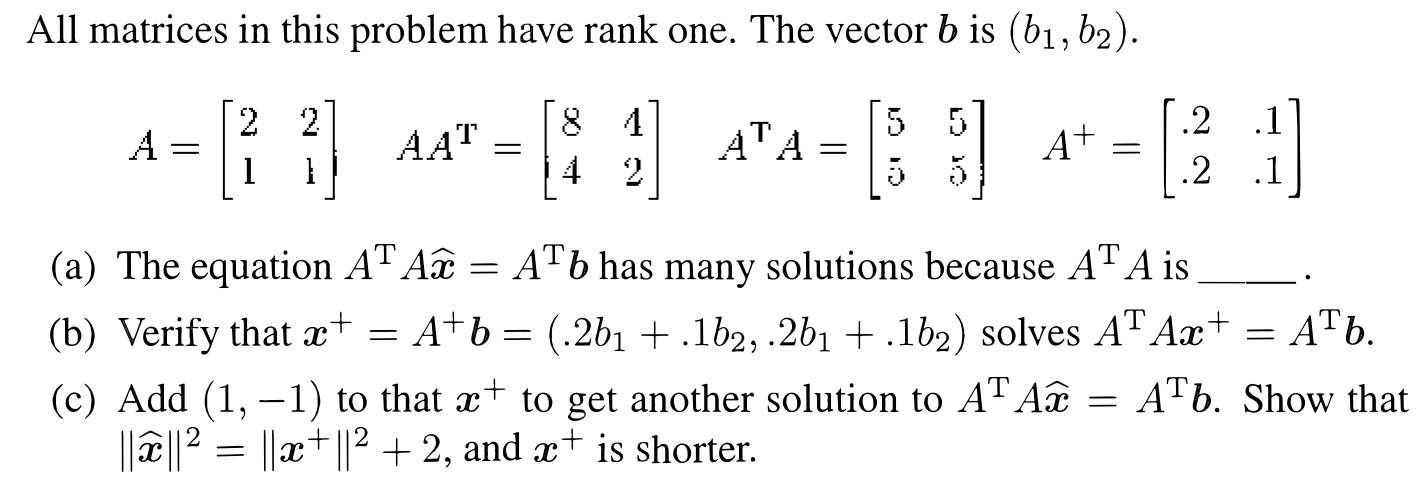 All matrices in this problem have rank one. The vector b is (b₁, b₂).
A = [2 2; 1 1] AAᵀ = [8 4; 4 2] AᵀA = [5 5; 5 5] A⁺ = [.2 .1; .2 .1]
(a) The equation AᵀAx̂ = Aᵀb has many solutions because AᵀA is ____.
(b) Verify that x⁺ = A⁺b = (.2b₁ + .1b₂, .2b₁ + .1b₂) solves AᵀAx⁺ = Aᵀb.
(c) Add (1, −1) to that x⁺ to get another solution to AᵀAx̂ = Aᵀb. Show that
‖x̂‖² = ‖x⁺‖² + 2, and x⁺ is shorter.